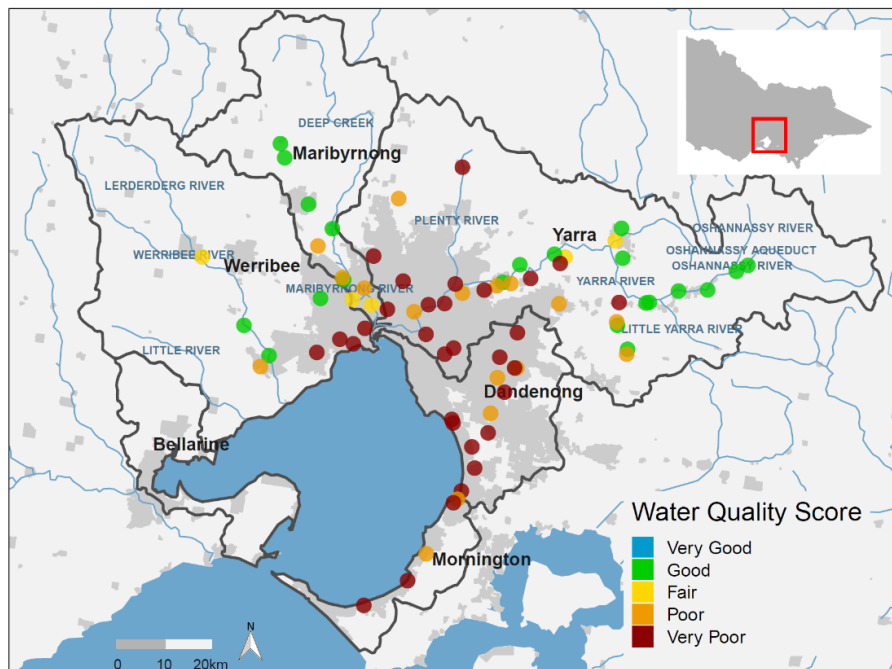 DEEP CREEK
Maribyrnong
LERDERDERG RIVER
PLENTY RIVER
Yarra
OSHANNASSY RIVER
WERRIBEE RIVER
OSHANNASSY AQUEDUCT
Werribee
OSHANNASSY RIVER
MARIBYRNONG RIVER
YARRA RIVER
LITTLE YARRA RIVER
LITTLE RIVER
Dandenong
Bellarine
Mornington
Water Quality Score
Very Good
Good
Fair
Poor
Very Poor
N
0 10 20km